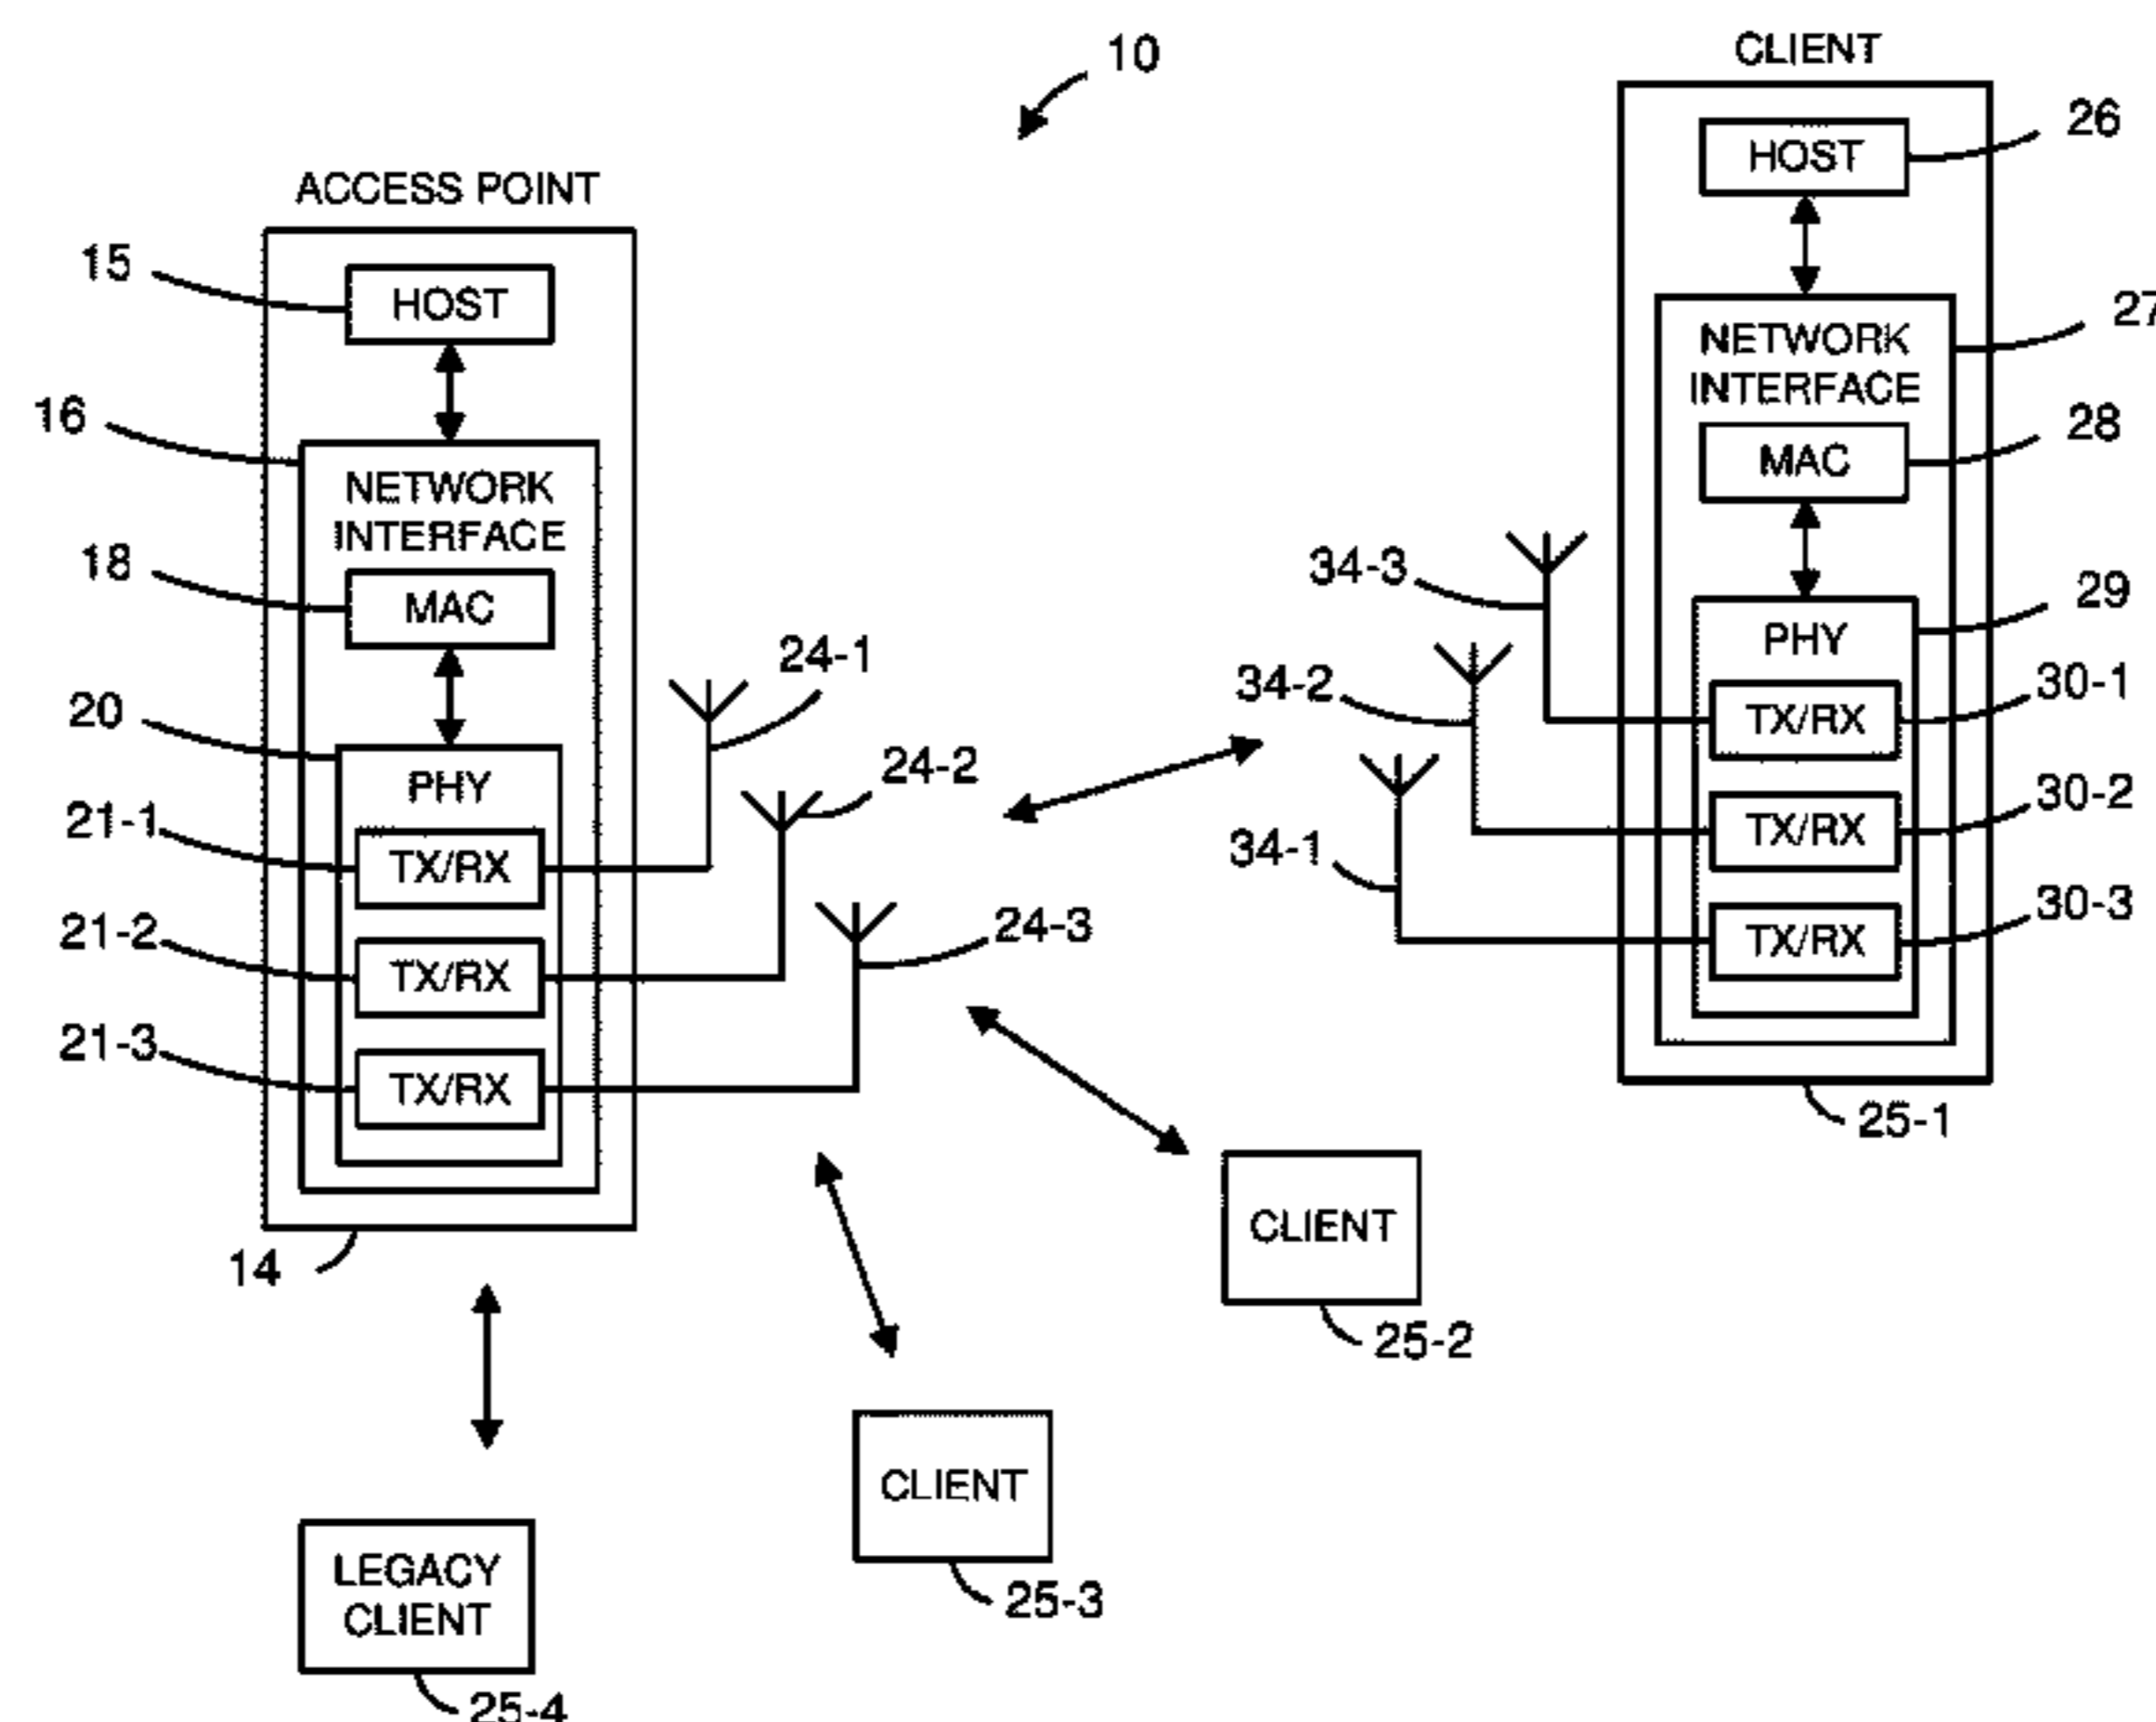 10
ACCESS POINT
15
HOST
16
NETWORK
INTERFACE
18
MAC
20
PHY
21-1
TX/RX
21-2
TX/RX
21-3
TX/RX
14
24-1
24-2
24-3
CLIENT
HOST
26
27
NETWORK
INTERFACE
MAC
28
29
PHY
34-3
34-2
34-1
TX/RX
30-1
TX/RX
30-2
TX/RX
30-3
25-1
CLIENT
25-2
CLIENT
25-3
LEGACY
CLIENT
25-4